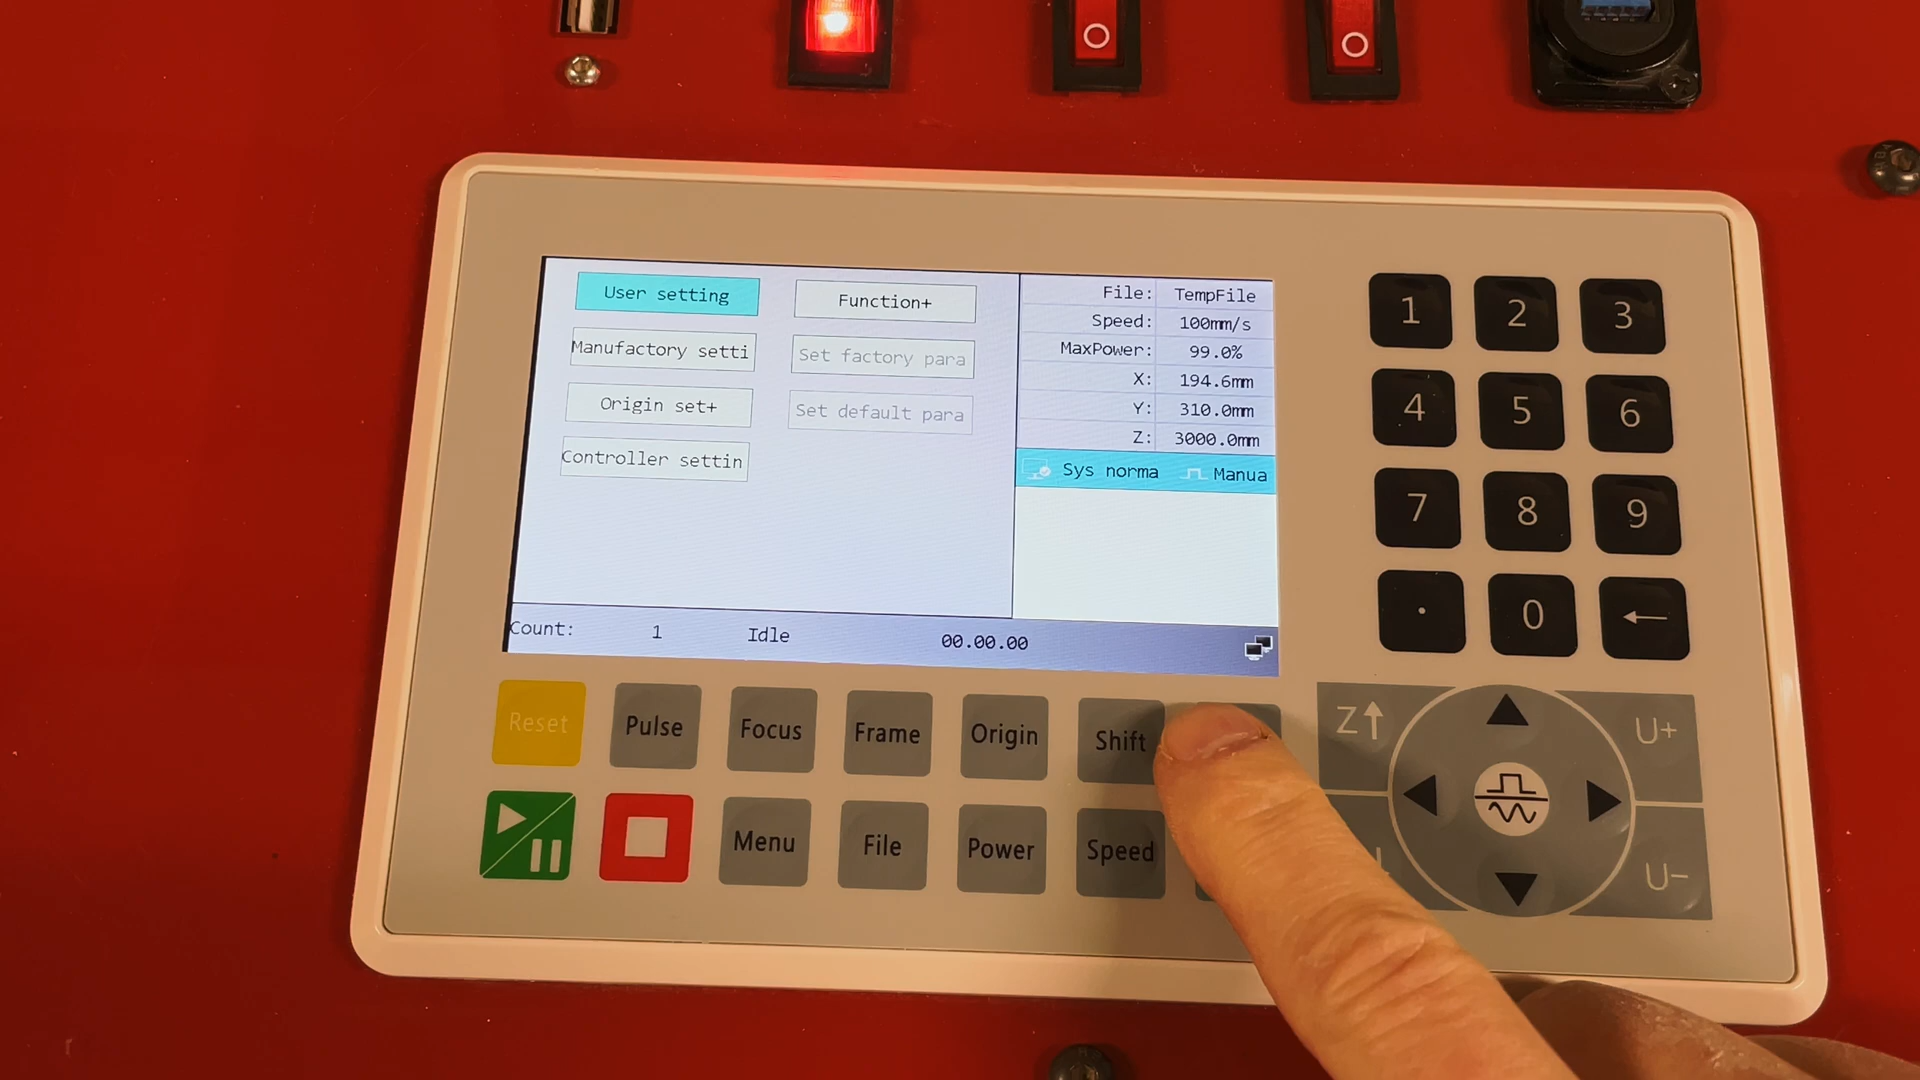 User setting
Function+
Manufactory setti
Set factory para
Origin set+
Set default para
Controller settin
File: TempFile
Speed: 100mm/s
MaxPower: 99.0%
X: 194.6mm
Y: 310.0mm
Z: 3000.0mm
Sys norma Manua
Count: 1 Idle 00.00.00
1 2 3
4 5 6
7 8 9
. 0 ←
Reset Pulse Focus Frame Origin Shift
Menu File Power Speed
Z↑ U+
U-